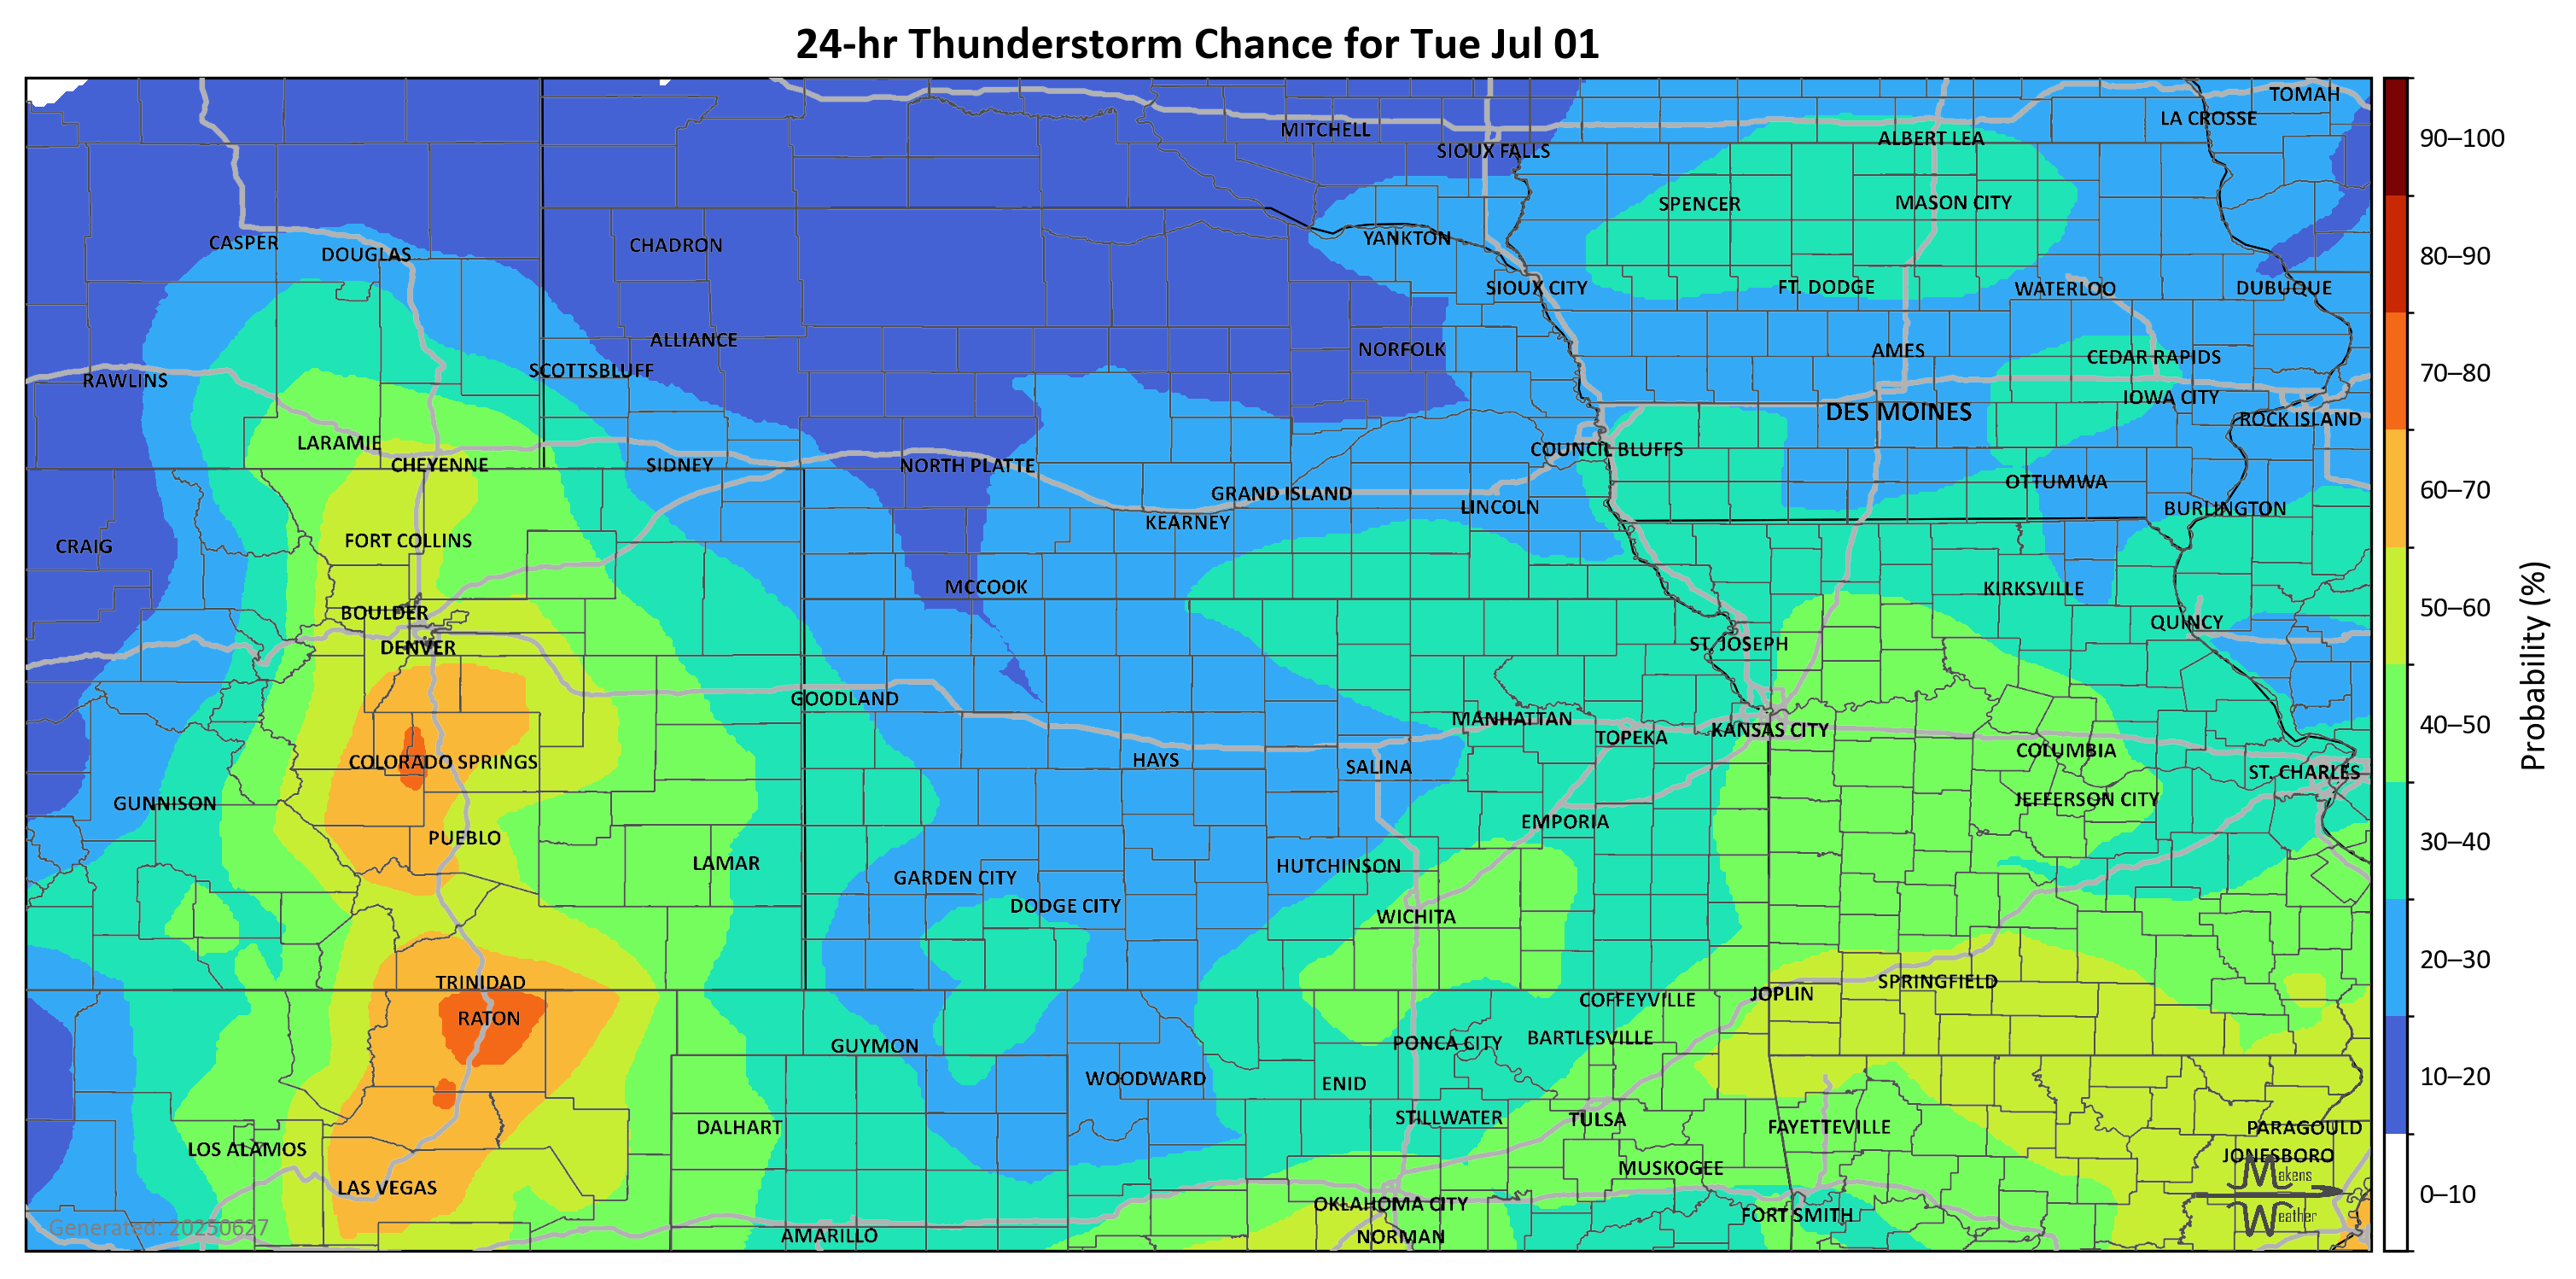 24-hr Thunderstorm Chance for Tue Jul 01
TOMAH
LA CROSSE
MITCHELL
ALBERT LEA
90–100
SIOUX FALLS
SPENCER
MASON CITY
YANKTON
CASPER
CHADRON
DOUGLAS
80–90
SIOUX CITY
FT. DODGE
WATERLOO
DUBUQUE
ALLIANCE
NORFOLK
AMES
CEDAR RAPIDS
SCOTTSBLUFF
RAWLINS
70–80
IOWA CITY
DES MOINES
ROCK ISLAND
LARAMIE
COUNCIL BLUFFS
CHEYENNE
SIDNEY
NORTH PLATTE
OTTUMWA
60–70
GRAND ISLAND
LINCOLN
BURLINGTON
KEARNEY
FORT COLLINS
CRAIG
MCCOOK
KIRKSVILLE
50–60
BOULDER
QUINCY
DENVER
ST. JOSEPH
Probability (%)
GOODLAND
MANHATTAN
40–50
KANSAS CITY
TOPEKA
COLUMBIA
COLORADO SPRINGS
HAYS
SALINA
ST. CHARLES
GUNNISON
JEFFERSON CITY
EMPORIA
PUEBLO
30–40
LAMAR
HUTCHINSON
GARDEN CITY
DODGE CITY
WICHITA
20–30
TRINIDAD
SPRINGFIELD
JOPLIN
COFFEYVILLE
RATON
BARTLESVILLE
GUYMON
PONCA CITY
WOODWARD
ENID
10–20
STILLWATER
TULSA
DALHART
FAYETTEVILLE
PARAGOULD
LOS ALAMOS
JONESBORO
MUSKOGEE
Makens
LAS VEGAS
0–10
OKLAHOMA CITY
FORT SMITH
Weather
Generated: 20250627
AMARILLO
NORMAN